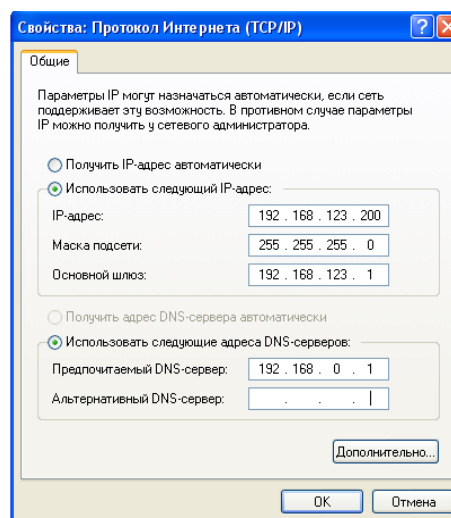 Свойства: Протокол Интернета (TCP/IP)
Общие
Параметры IP могут назначаться автоматически, если сеть
поддерживает эту возможность. В противном случае параметры
IP можно получить у сетевого администратора.
Получить IP-адрес автоматически
Использовать следующий IP-адрес:
IP-адрес: 192 . 168 . 123 . 200
Маска подсети: 255 . 255 . 255 . 0
Основной шлюз: 192 . 168 . 123 . 1
Получить адрес DNS-сервера автоматически
Использовать следующие адреса DNS-серверов:
Предпочитаемый DNS-сервер: 192 . 168 . 0 . 1
Альтернативный DNS-сервер: . . .
Дополнительно...
OK Отмена